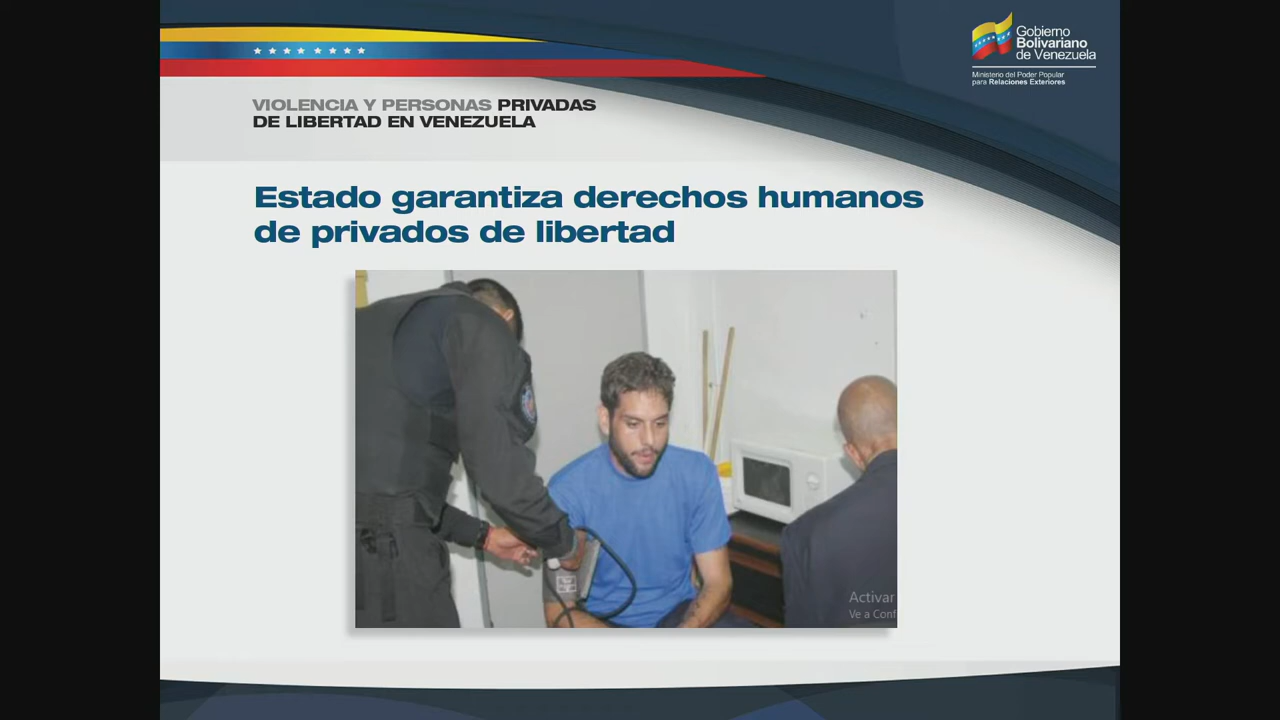 Gobierno
Bolivariano
de Venezuela
Ministerio del Poder Popular
para Relaciones Exteriores
VIOLENCIA Y PERSONAS PRIVADAS
DE LIBERTAD EN VENEZUELA
Estado garantiza derechos humanos
de privados de libertad
Activar
Ve a Conf